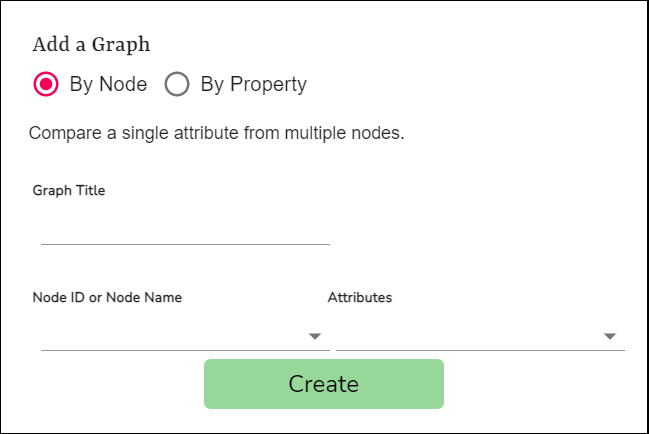 Add a Graph
By Node By Property
Compare a single attribute from multiple nodes.
Graph Title
Node ID or Node Name Attributes
Create